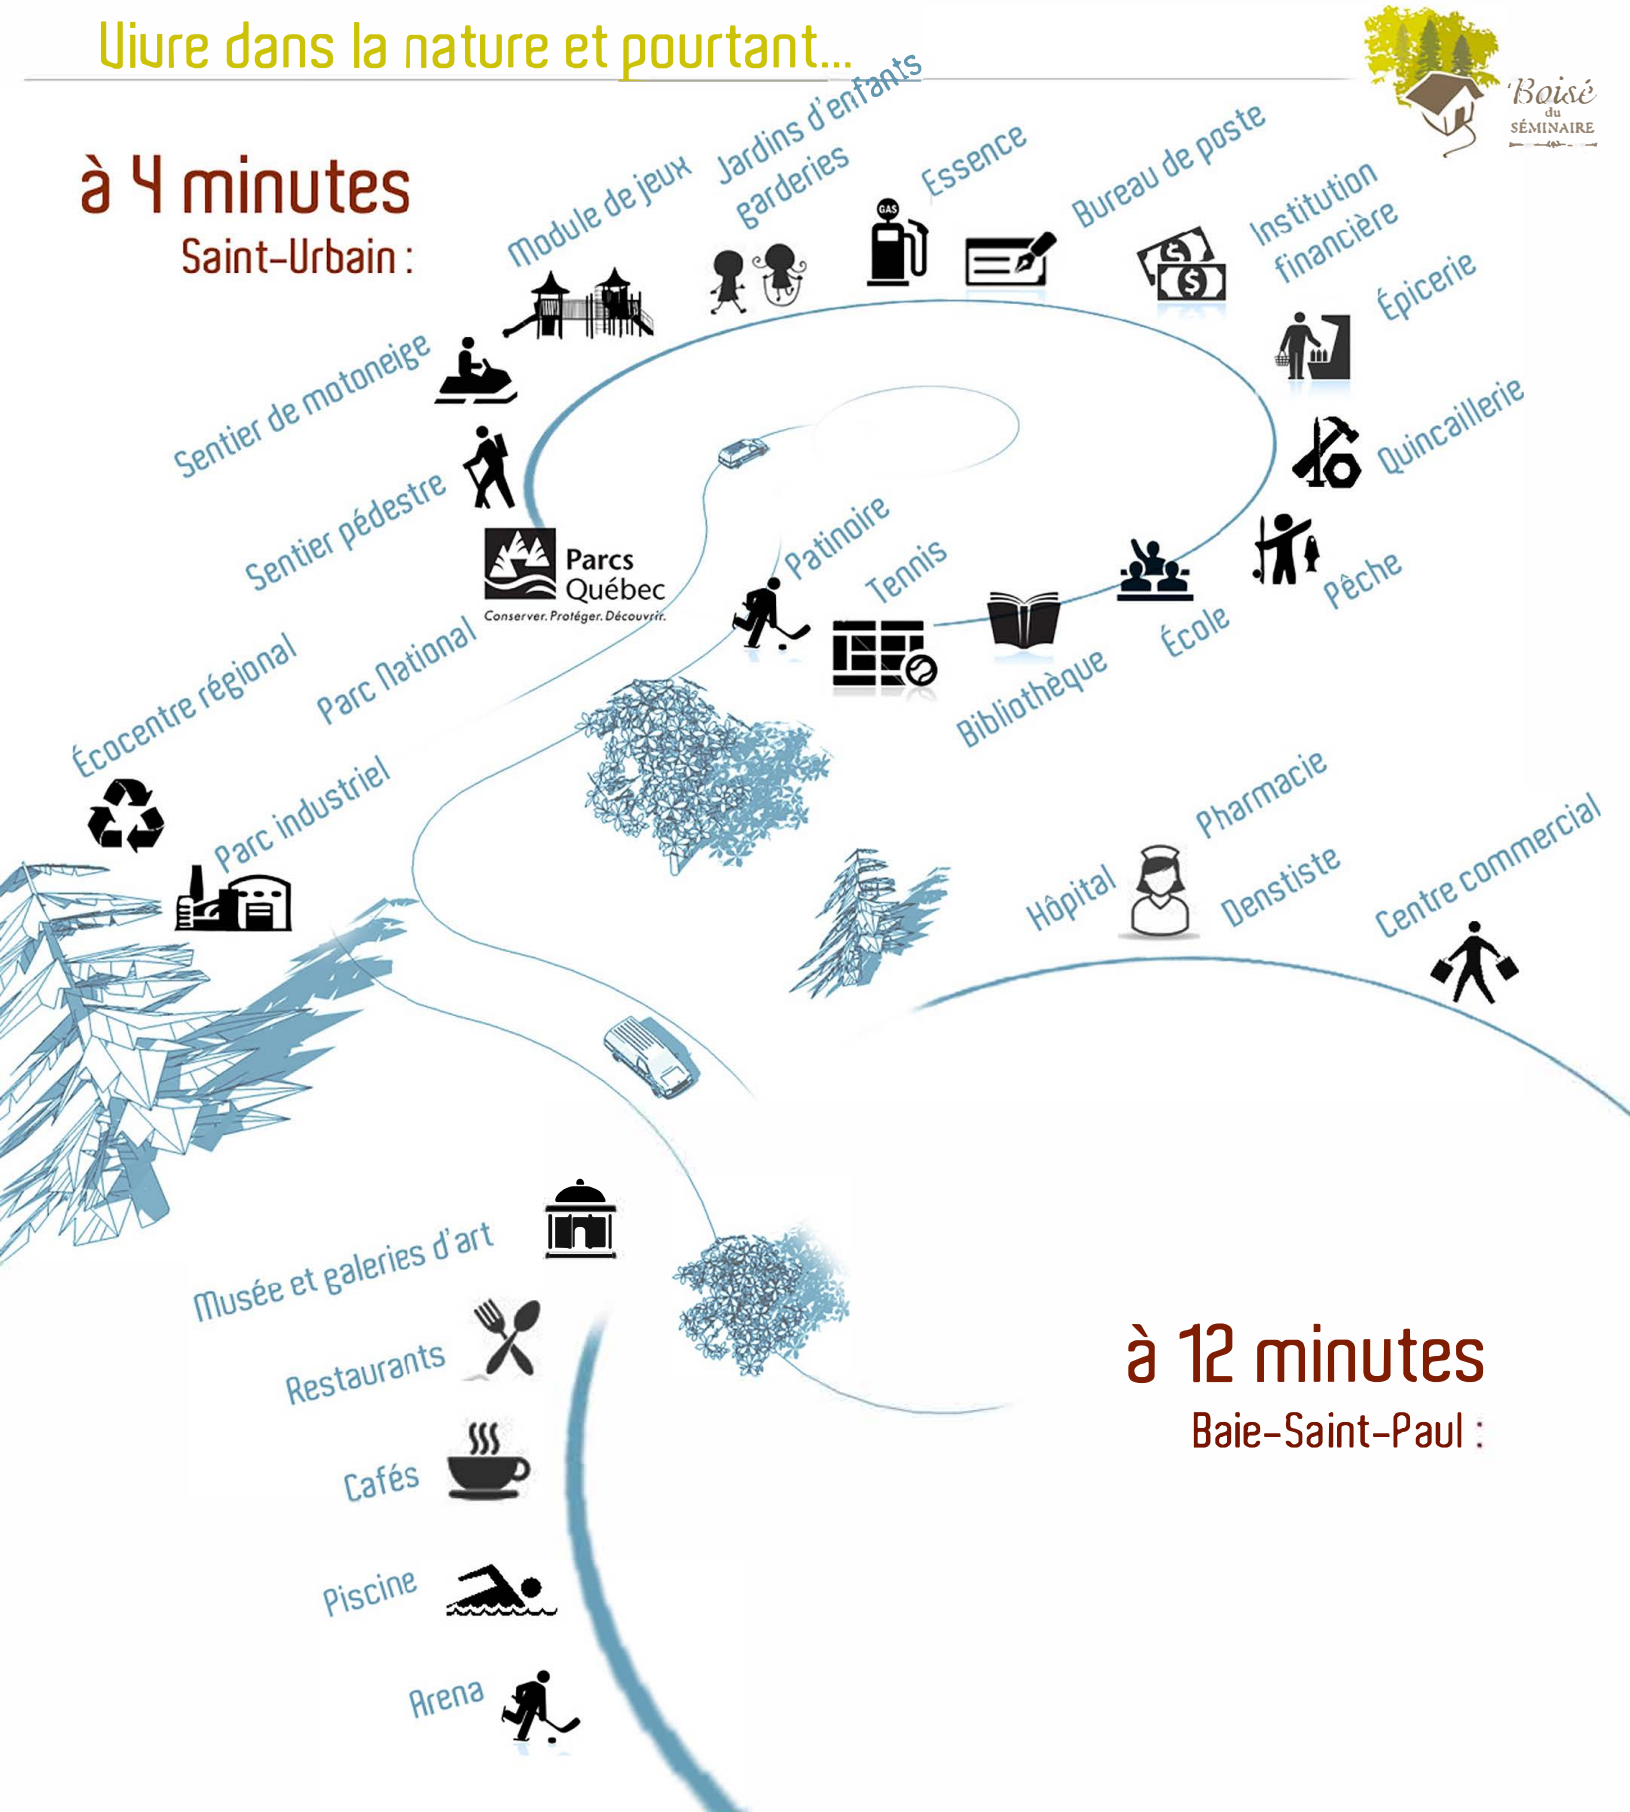 Vivre dans la nature et pourtant...
Boisé
du
SÉMINAIRE
à 4 minutes
Saint-Urbain :
Module de jeux
Jardins d'enfants
garderies
Essence
GAS
Bureau de poste
Institution
financière
Épicerie
Quincaillerie
Pêche
École
Bibliothèque
Tennis
Patinoire
Sentier de motoneige
Sentier pédestre
Parcs
Québec
Conserver. Protéger. Découvrir.
Parc National
Écocentre régional
Parc industriel
Hôpital
Pharmacie
Denstiste
Centre commercial
Musée et galeries d'art
Restaurants
Cafés
Piscine
Arena
à 12 minutes
Baie-Saint-Paul :